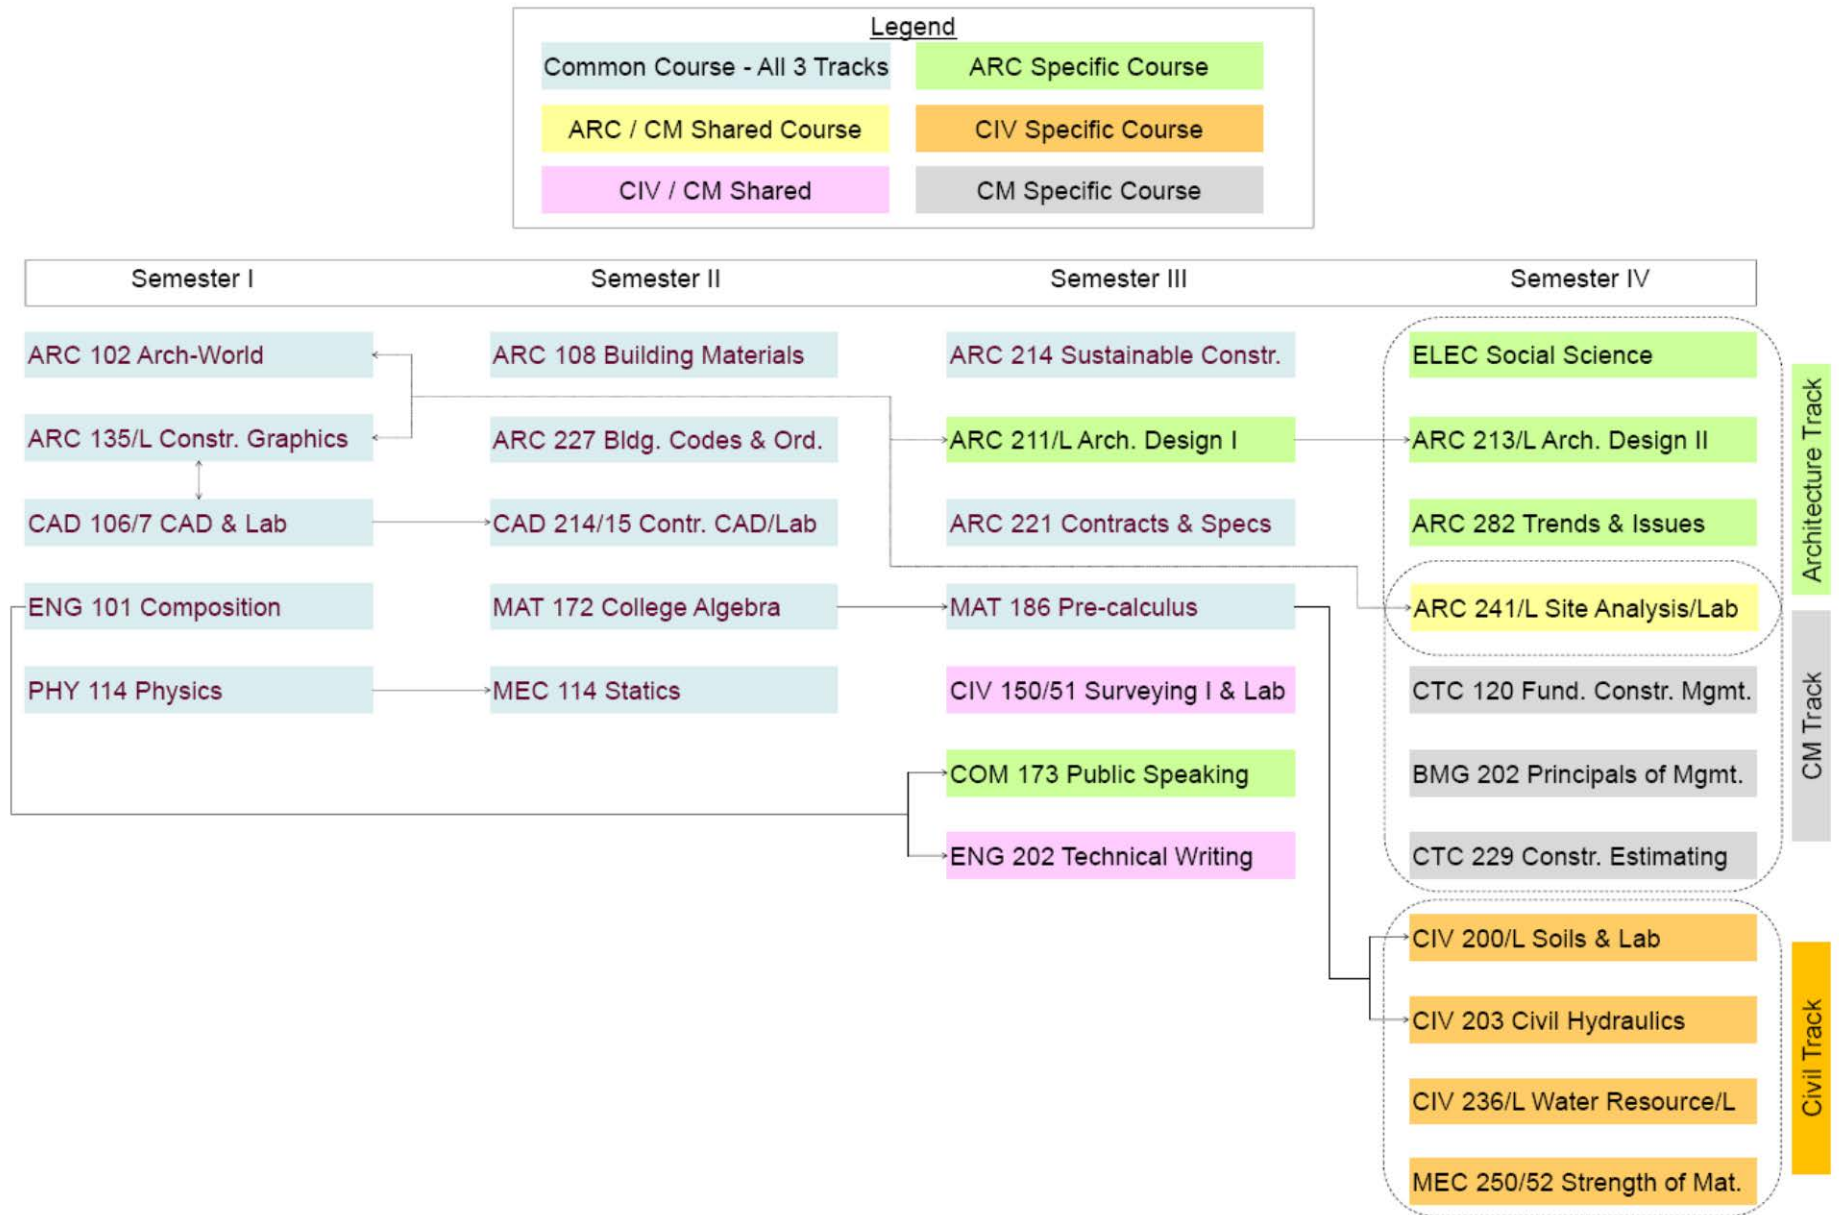 Legend
Common Course - All 3 Tracks
ARC Specific Course
ARC / CM Shared Course
CIV Specific Course
CIV / CM Shared
CM Specific Course
Semester I
Semester II
Semester III
Semester IV
ARC 102 Arch-World
ARC 108 Building Materials
ARC 214 Sustainable Constr.
ELEC Social Science
ARC 135/L Constr. Graphics
ARC 227 Bldg. Codes & Ord.
ARC 211/L Arch. Design I
ARC 213/L Arch. Design II
CAD 106/7 CAD & Lab
CAD 214/15 Contr. CAD/Lab
ARC 221 Contracts & Specs
ARC 282 Trends & Issues
ENG 101 Composition
MAT 172 College Algebra
MAT 186 Pre-calculus
ARC 241/L Site Analysis/Lab
PHY 114 Physics
MEC 114 Statics
CIV 150/51 Surveying I & Lab
CTC 120 Fund. Constr. Mgmt.
COM 173 Public Speaking
BMG 202 Principals of Mgmt.
ENG 202 Technical Writing
CTC 229 Constr. Estimating
CIV 200/L Soils & Lab
CIV 203 Civil Hydraulics
CIV 236/L Water Resource/L
MEC 250/52 Strength of Mat.
Architecture Track
CM Track
Civil Track